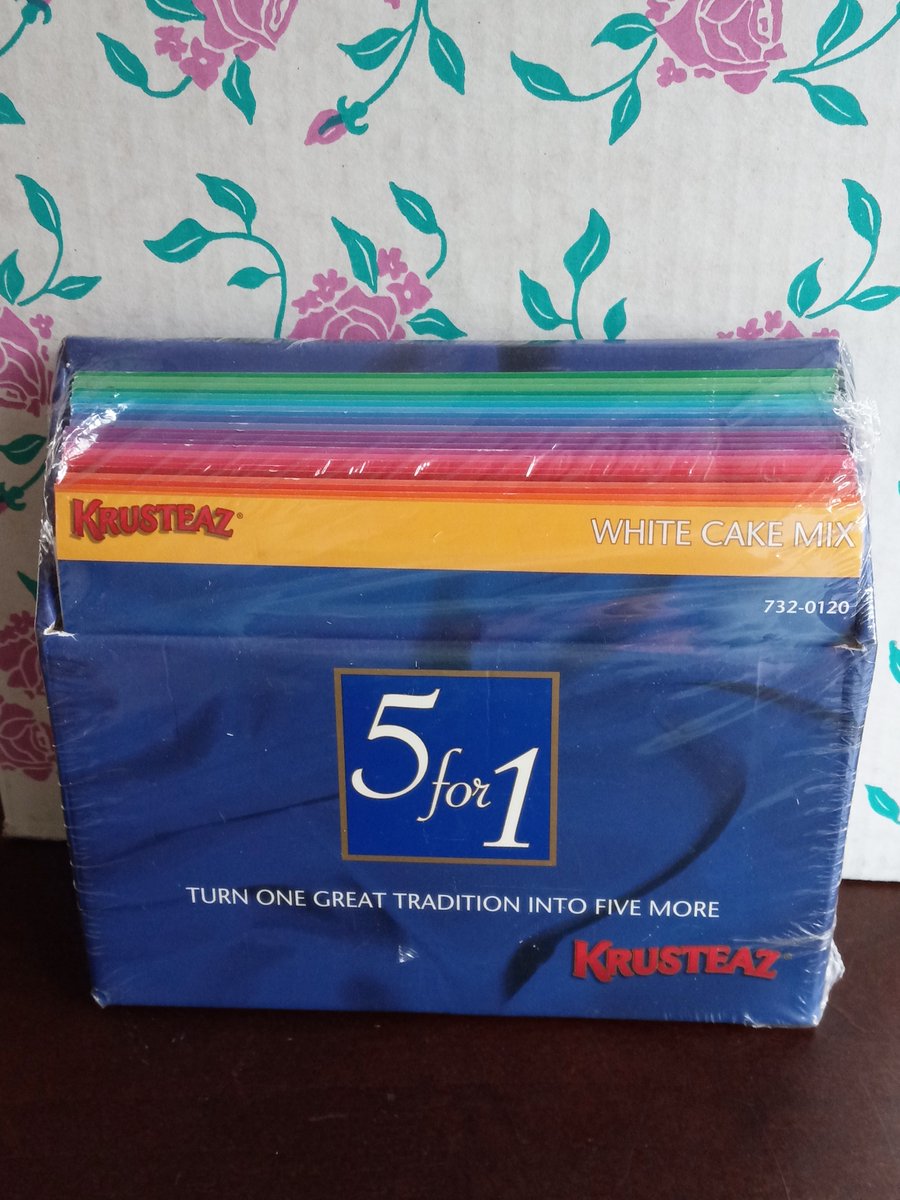 KRUSTEAZ®
WHITE CAKE MIX
732-0120
5 for 1
TURN ONE GREAT TRADITION INTO FIVE MORE
KRUSTEAZ